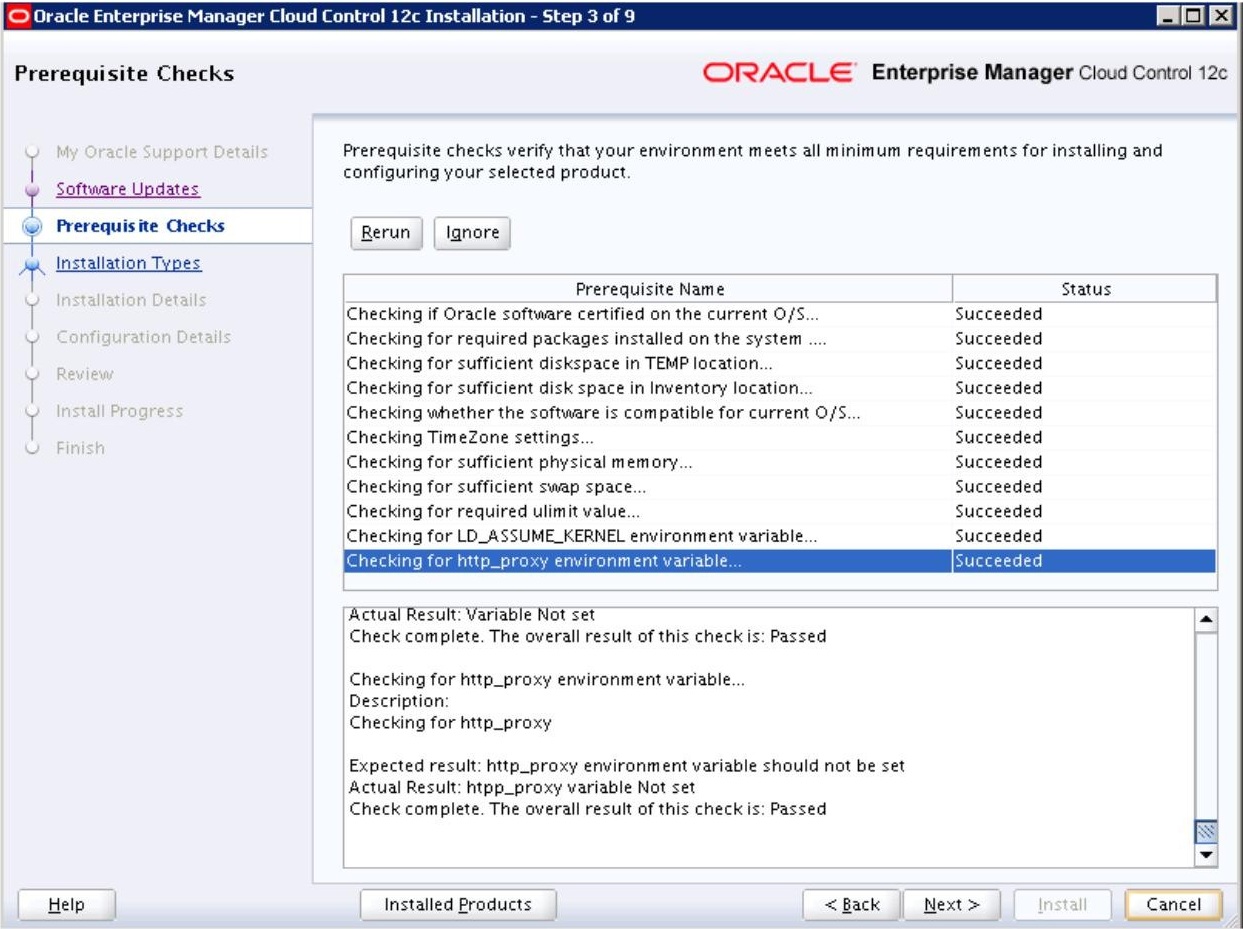 Oracle Enterprise Manager Cloud Control 12c Installation - Step 3 of 9
Prerequisite Checks
ORACLE Enterprise Manager Cloud Control 12c
My Oracle Support Details
Software Updates
Prerequisite Checks
Installation Types
Installation Details
Configuration Details
Review
Install Progress
Finish
Prerequisite checks verify that your environment meets all minimum requirements for installing and
configuring your selected product.
Rerun
Ignore
Prerequisite Name Status
Checking if Oracle software certified on the current O/S... Succeeded
Checking for required packages installed on the system .... Succeeded
Checking for sufficient diskspace in TEMP location... Succeeded
Checking for sufficient disk space in Inventory location... Succeeded
Checking whether the software is compatible for current O/S... Succeeded
Checking TimeZone settings... Succeeded
Checking for sufficient physical memory... Succeeded
Checking for sufficient swap space... Succeeded
Checking for required ulimit value... Succeeded
Checking for LD_ASSUME_KERNEL environment variable... Succeeded
Checking for http_proxy environment variable... Succeeded
Actual Result: Variable Not set
Check complete. The overall result of this check is: Passed
Checking for http_proxy environment variable...
Description:
Checking for http_proxy
Expected result: http_proxy environment variable should not be set
Actual Result: htpp_proxy variable Not set
Check complete. The overall result of this check is: Passed
Help
Installed Products
< Back
Next >
Install
Cancel